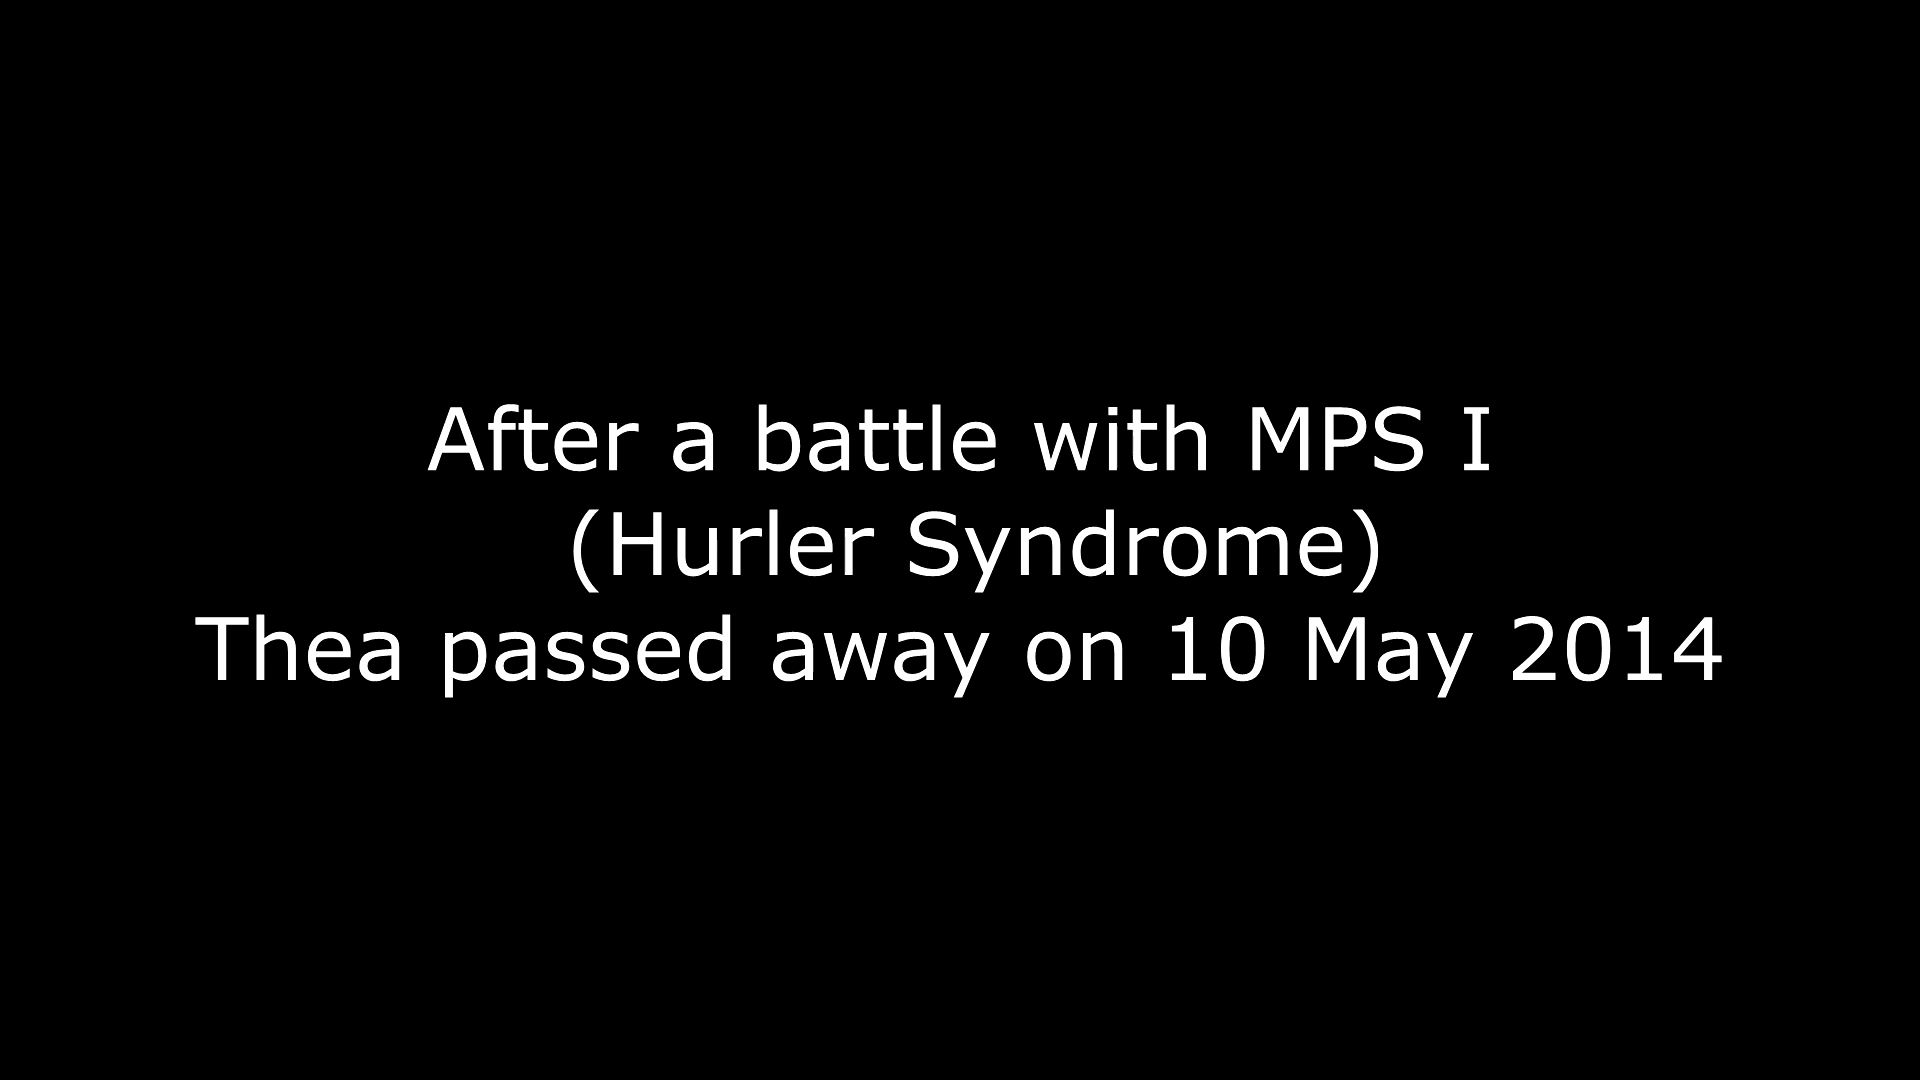 After a battle with MPS I
(Hurler Syndrome)
Thea passed away on 10 May 2014